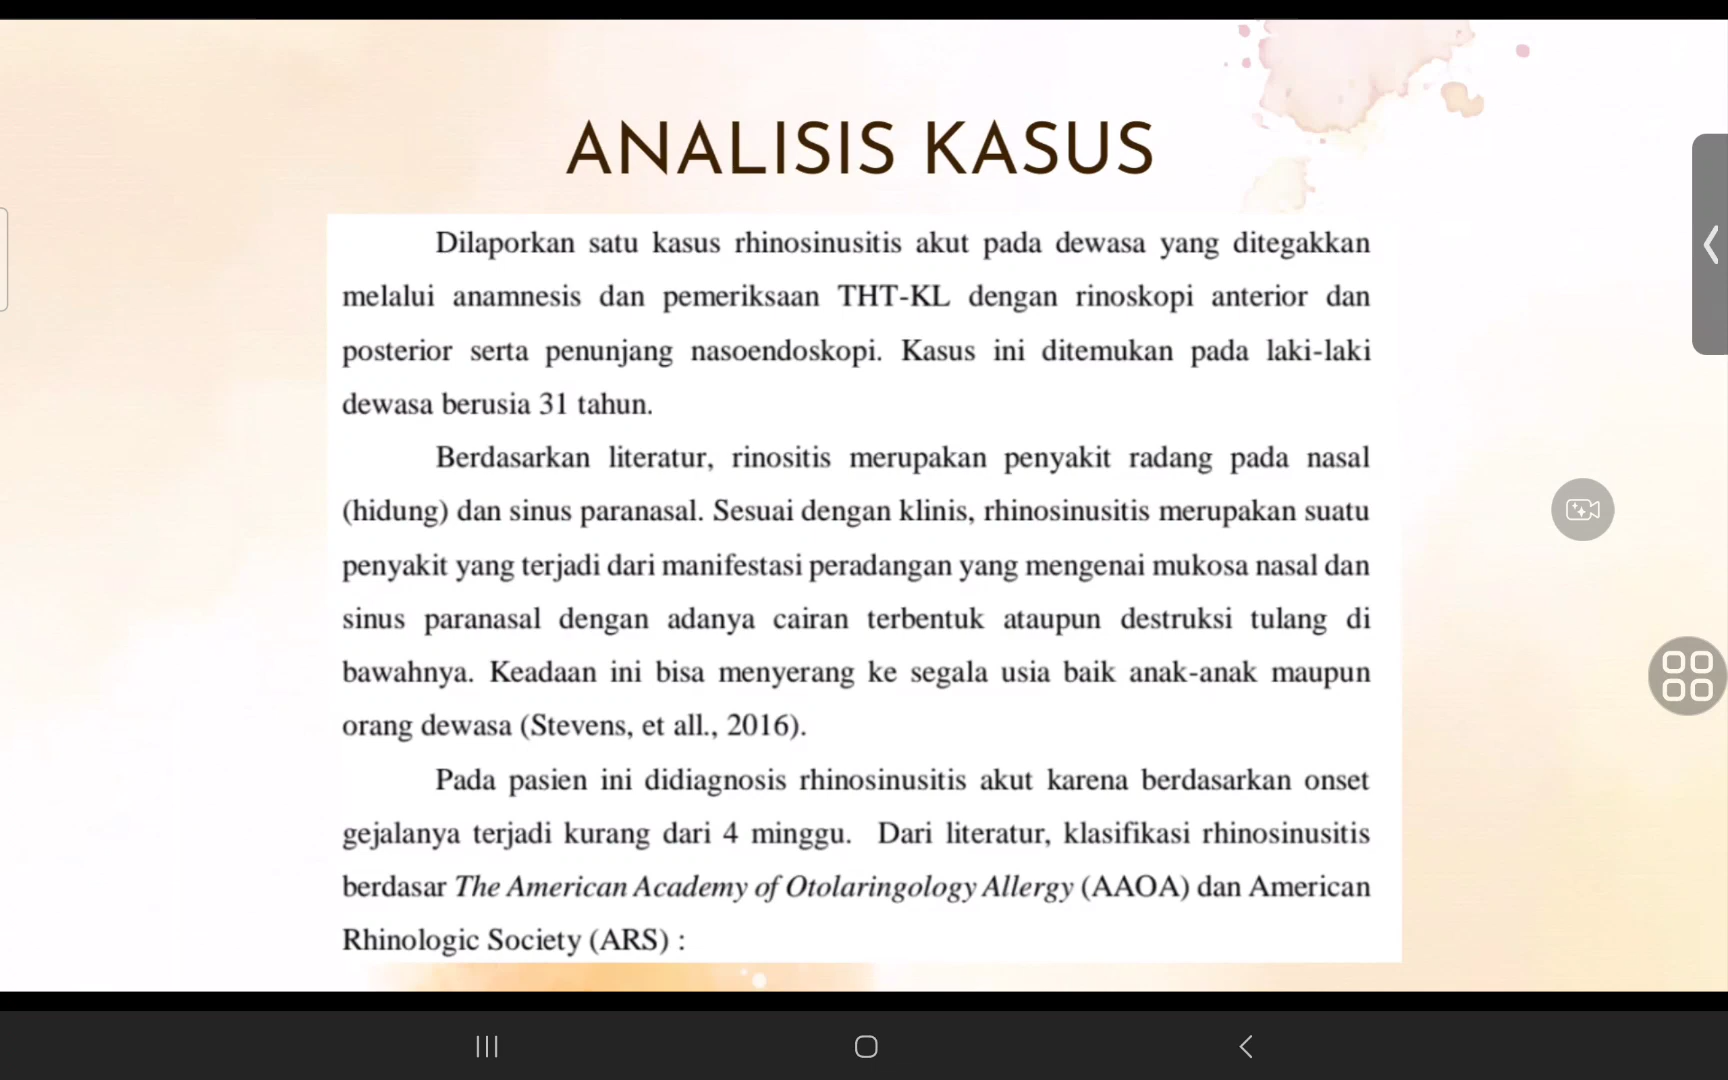 ANALISIS KASUS
Dilaporkan satu kasus rhinosinusitis akut pada dewasa yang ditegakkan
melalui anamnesis dan pemeriksaan THT-KL dengan rinoskopi anterior dan
posterior serta penunjang nasoendoskopi. Kasus ini ditemukan pada laki-laki
dewasa berusia 31 tahun.
Berdasarkan literatur, rinositis merupakan penyakit radang pada nasal
(hidung) dan sinus paranasal. Sesuai dengan klinis, rhinosinusitis merupakan suatu
penyakit yang terjadi dari manifestasi peradangan yang mengenai mukosa nasal dan
sinus paranasal dengan adanya cairan terbentuk ataupun destruksi tulang di
bawahnya. Keadaan ini bisa menyerang ke segala usia baik anak-anak maupun
orang dewasa (Stevens, et all., 2016).
Pada pasien ini didiagnosis rhinosinusitis akut karena berdasarkan onset
gejalanya terjadi kurang dari 4 minggu. Dari literatur, klasifikasi rhinosinusitis
berdasar The American Academy of Otolaringology Allergy (AAOA) dan American
Rhinologic Society (ARS) :